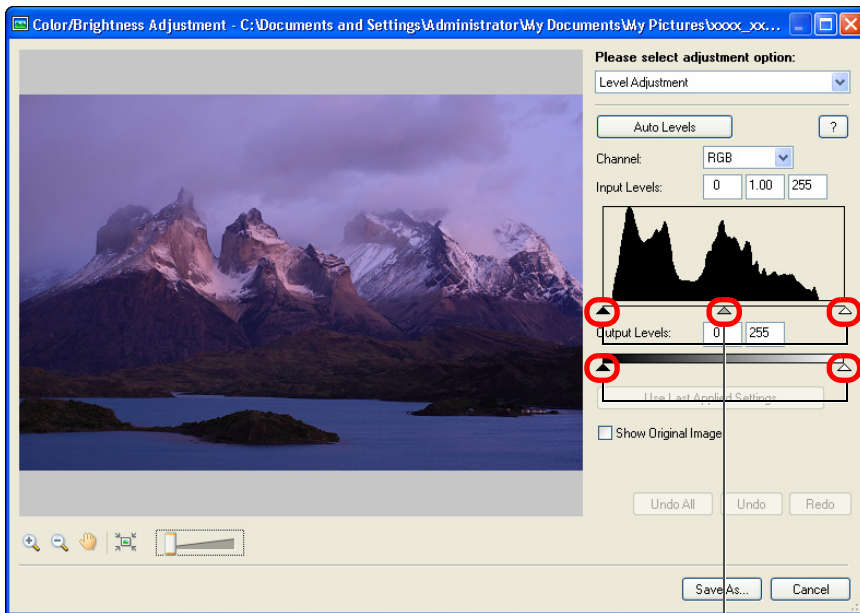 Color/Brightness Adjustment - C:\Documents and Settings\Administrator\My Documents\My Pictures\xxxx_xx...
Please select adjustment option:
Level Adjustment
Auto Levels
?
Channel:
RGB
Input Levels:
0
1.00
255
Output Levels:
0
255
Use Last Applied Settings
Show Original Image
Undo All
Undo
Redo
Save As...
Cancel